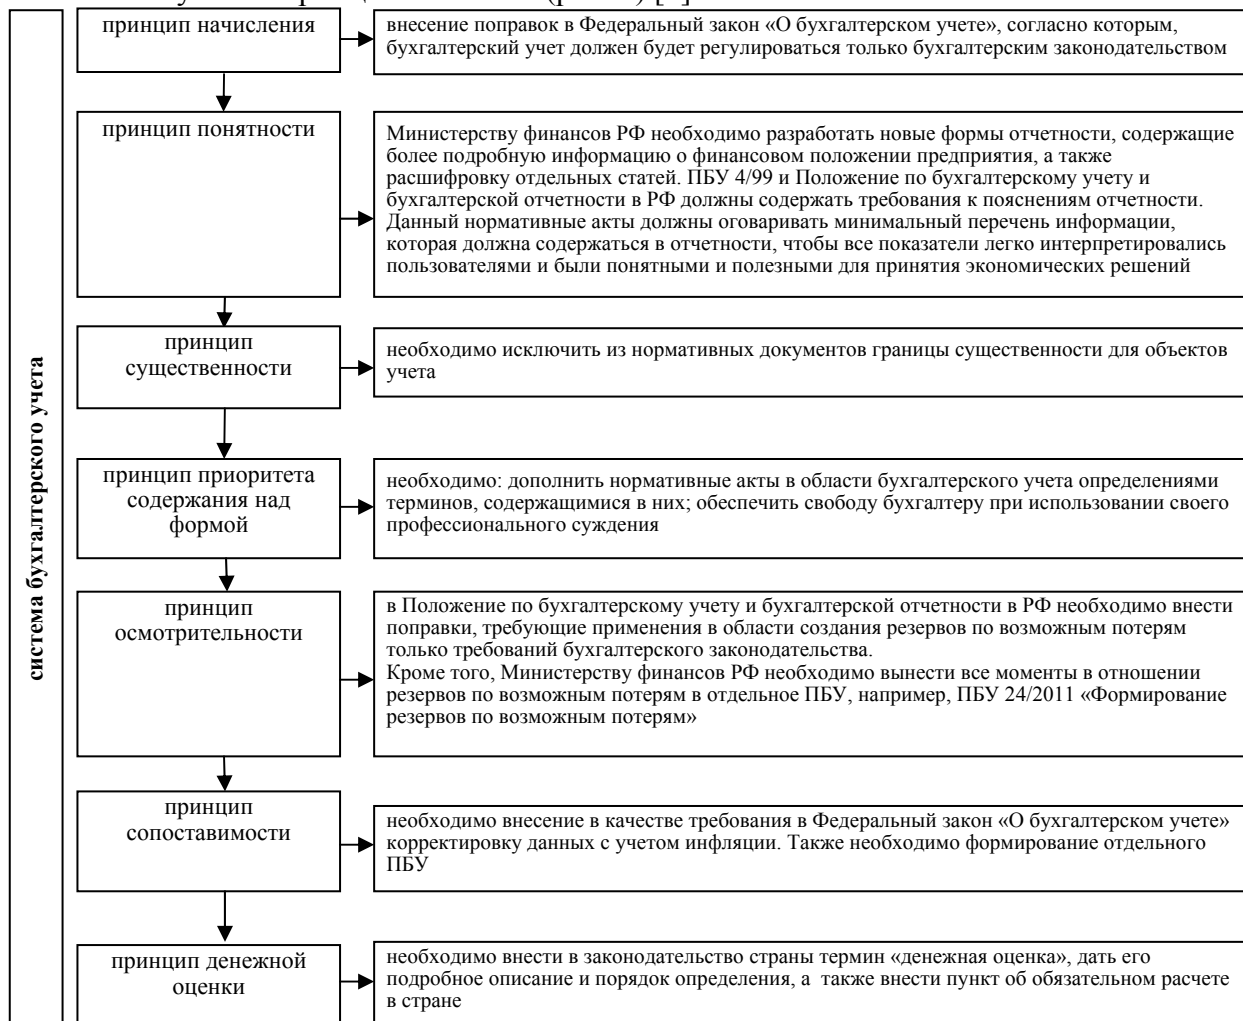 принцип начисления
внесение поправок в Федеральный закон «О бухгалтерском учете», согласно которым,
бухгалтерский учет должен будет регулироваться только бухгалтерским законодательством
принцип понятности
Министерству финансов РФ необходимо разработать новые формы отчетности, содержащие
более подробную информацию о финансовом положении предприятия, а также
расшифровку отдельных статей. ПБУ 4/99 и Положение по бухгалтерскому учету и
бухгалтерской отчетности в РФ должны содержать требования к пояснениям отчетности.
Данный нормативные акты должны оговаривать минимальный перечень информации,
которая должна содержаться в отчетности, чтобы все показатели легко интерпретировались
пользователями и были понятными и полезными для принятия экономических решений
система бухгалтерского учета
принцип
существенности
необходимо исключить из нормативных документов границы существенности для объектов
учета
принцип приоритета
содержания над
формой
необходимо: дополнить нормативные акты в области бухгалтерского учета определениями
терминов, содержащимися в них; обеспечить свободу бухгалтеру при использовании своего
профессионального суждения
принцип
осмотрительности
в Положение по бухгалтерскому учету и бухгалтерской отчетности в РФ необходимо внести
поправки, требующие применения в области создания резервов по возможным потерям
только требований бухгалтерского законодательства.
Кроме того, Министерству финансов РФ необходимо вынести все моменты в отношении
резервов по возможным потерям в отдельное ПБУ, например, ПБУ 24/2011 «Формирование
резервов по возможным потерям»
принцип
сопоставимости
необходимо внесение в качестве требования в Федеральный закон «О бухгалтерском учете»
корректировку данных с учетом инфляции. Также необходимо формирование отдельного
ПБУ
принцип денежной
оценки
необходимо внести в законодательство страны термин «денежная оценка», дать его
подробное описание и порядок определения, а также внести пункт об обязательном расчете
в стране